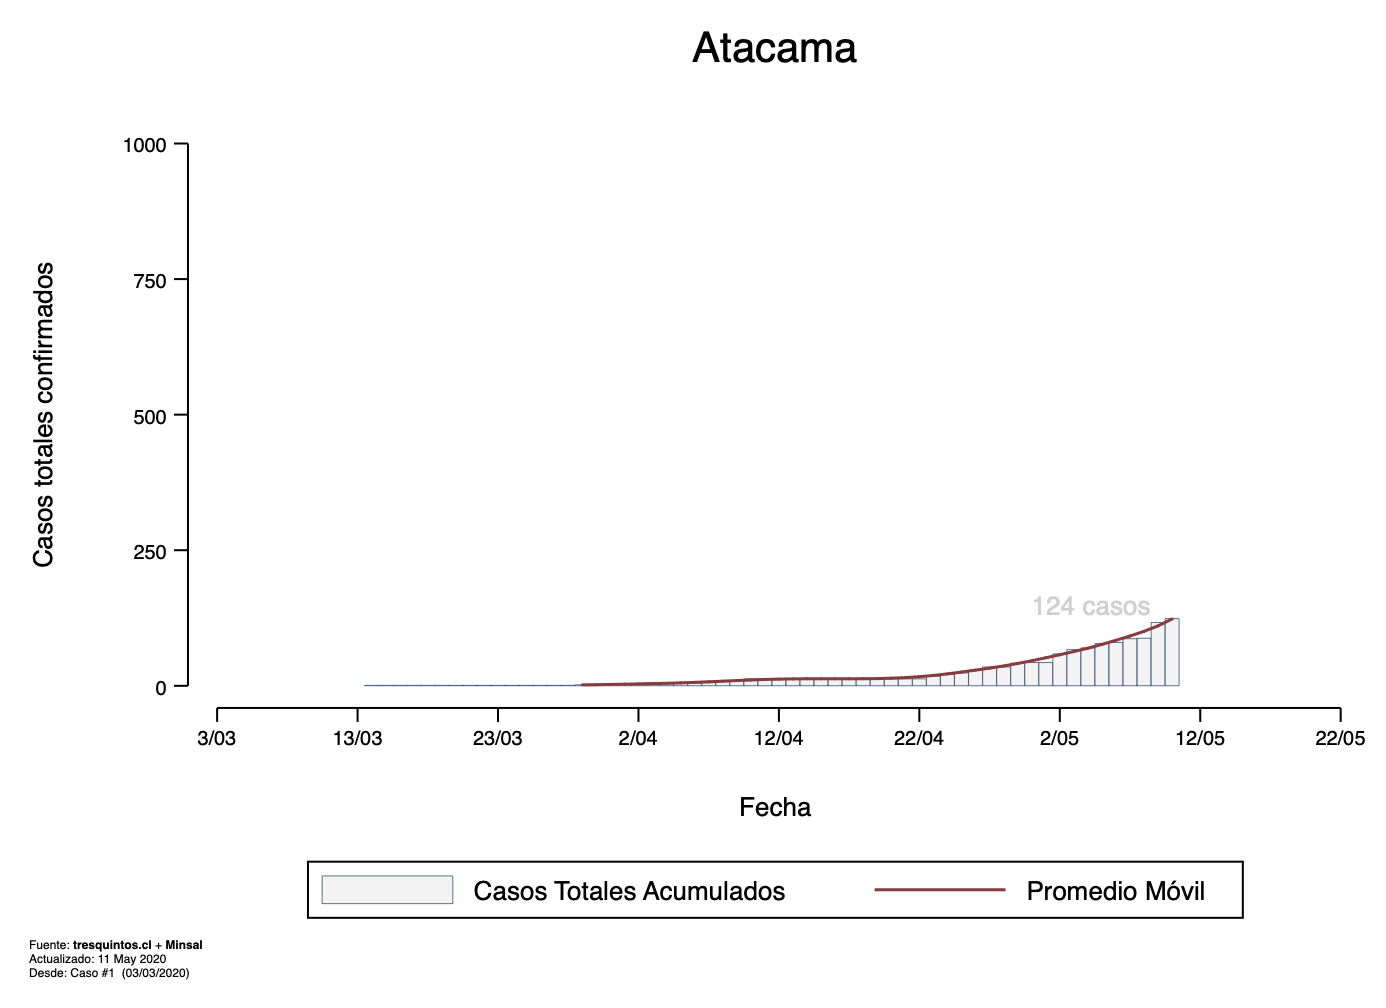 Atacama
Casos totales confirmados
1000
750
500
250
0
124 casos
3/03 13/03 23/03 2/04 12/04 22/04 2/05 12/05 22/05
Fecha
Casos Totales Acumulados Promedio Móvil
Fuente: tresquintos.cl + Minsal
Actualizado: 11 May 2020
Desde: Caso #1 (03/03/2020)